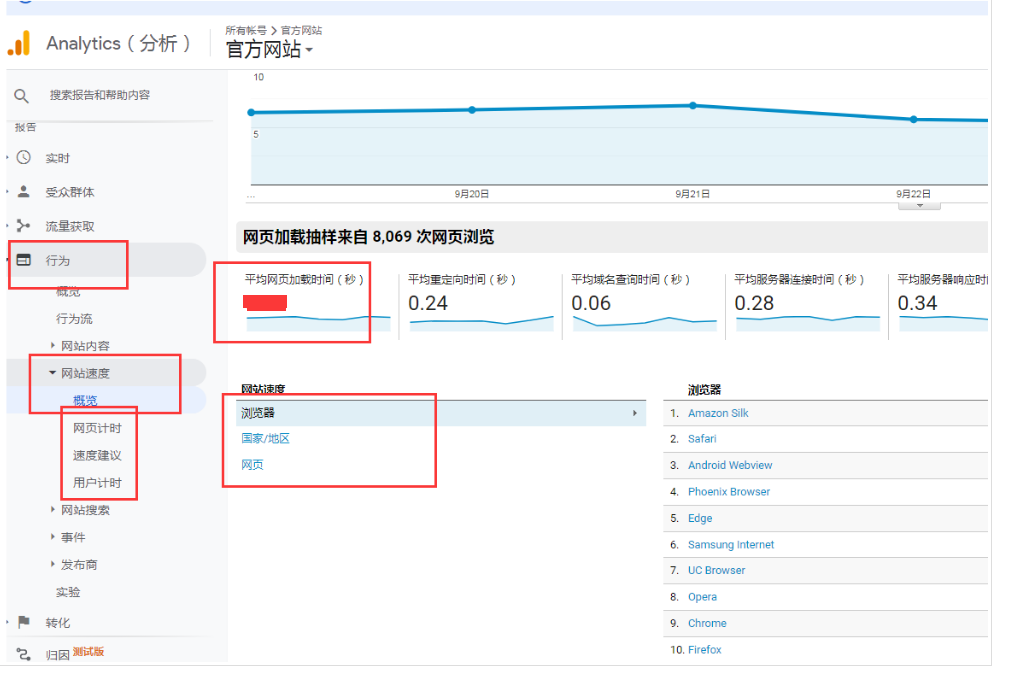 所有帐号 > 官方网站
Analytics（分析）
官方网站
搜索报告和帮助内容
报告
实时
受众群体
流量获取
行为
概览
行为流
网站内容
网站速度
概览
网页计时
速度建议
用户计时
网站搜索
事件
发布商
实验
转化
归因 测试版
10
5
...
9月20日
9月21日
9月22日
网页加载抽样来自 8,069 次网页浏览
平均网页加载时间（秒）
平均重定向时间（秒）
0.24
平均域名查询时间（秒）
0.06
平均服务器连接时间（秒）
0.28
平均服务器响应时
0.34
网站速度
浏览器
国家/地区
网页
浏览器
1. Amazon Silk
2. Safari
3. Android Webview
4. Phoenix Browser
5. Edge
6. Samsung Internet
7. UC Browser
8. Opera
9. Chrome
10. Firefox